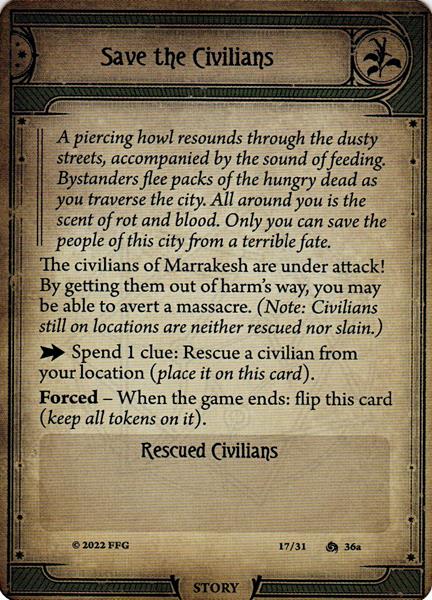 Save the Civilians
A piercing howl resounds through the dusty
streets, accompanied by the sound of feeding.
Bystanders flee packs of the hungry dead as
you traverse the city. All around you is the
scent of rot and blood. Only you can save the
people of this city from a terrible fate.
The civilians of Marrakesh are under attack!
By getting them out of harm's way, you may
be able to avert a massacre. (Note: Civilians
still on locations are neither rescued nor slain.)
Spend 1 clue: Rescue a civilian from
your location (place it on this card).
Forced – When the game ends: flip this card
(keep all tokens on it).
Rescued Civilians
© 2022 FFG 17/31 36a
STORY